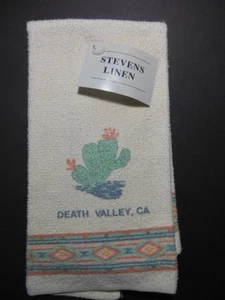 STEVENS
LINEN
DEATH VALLEY, CA